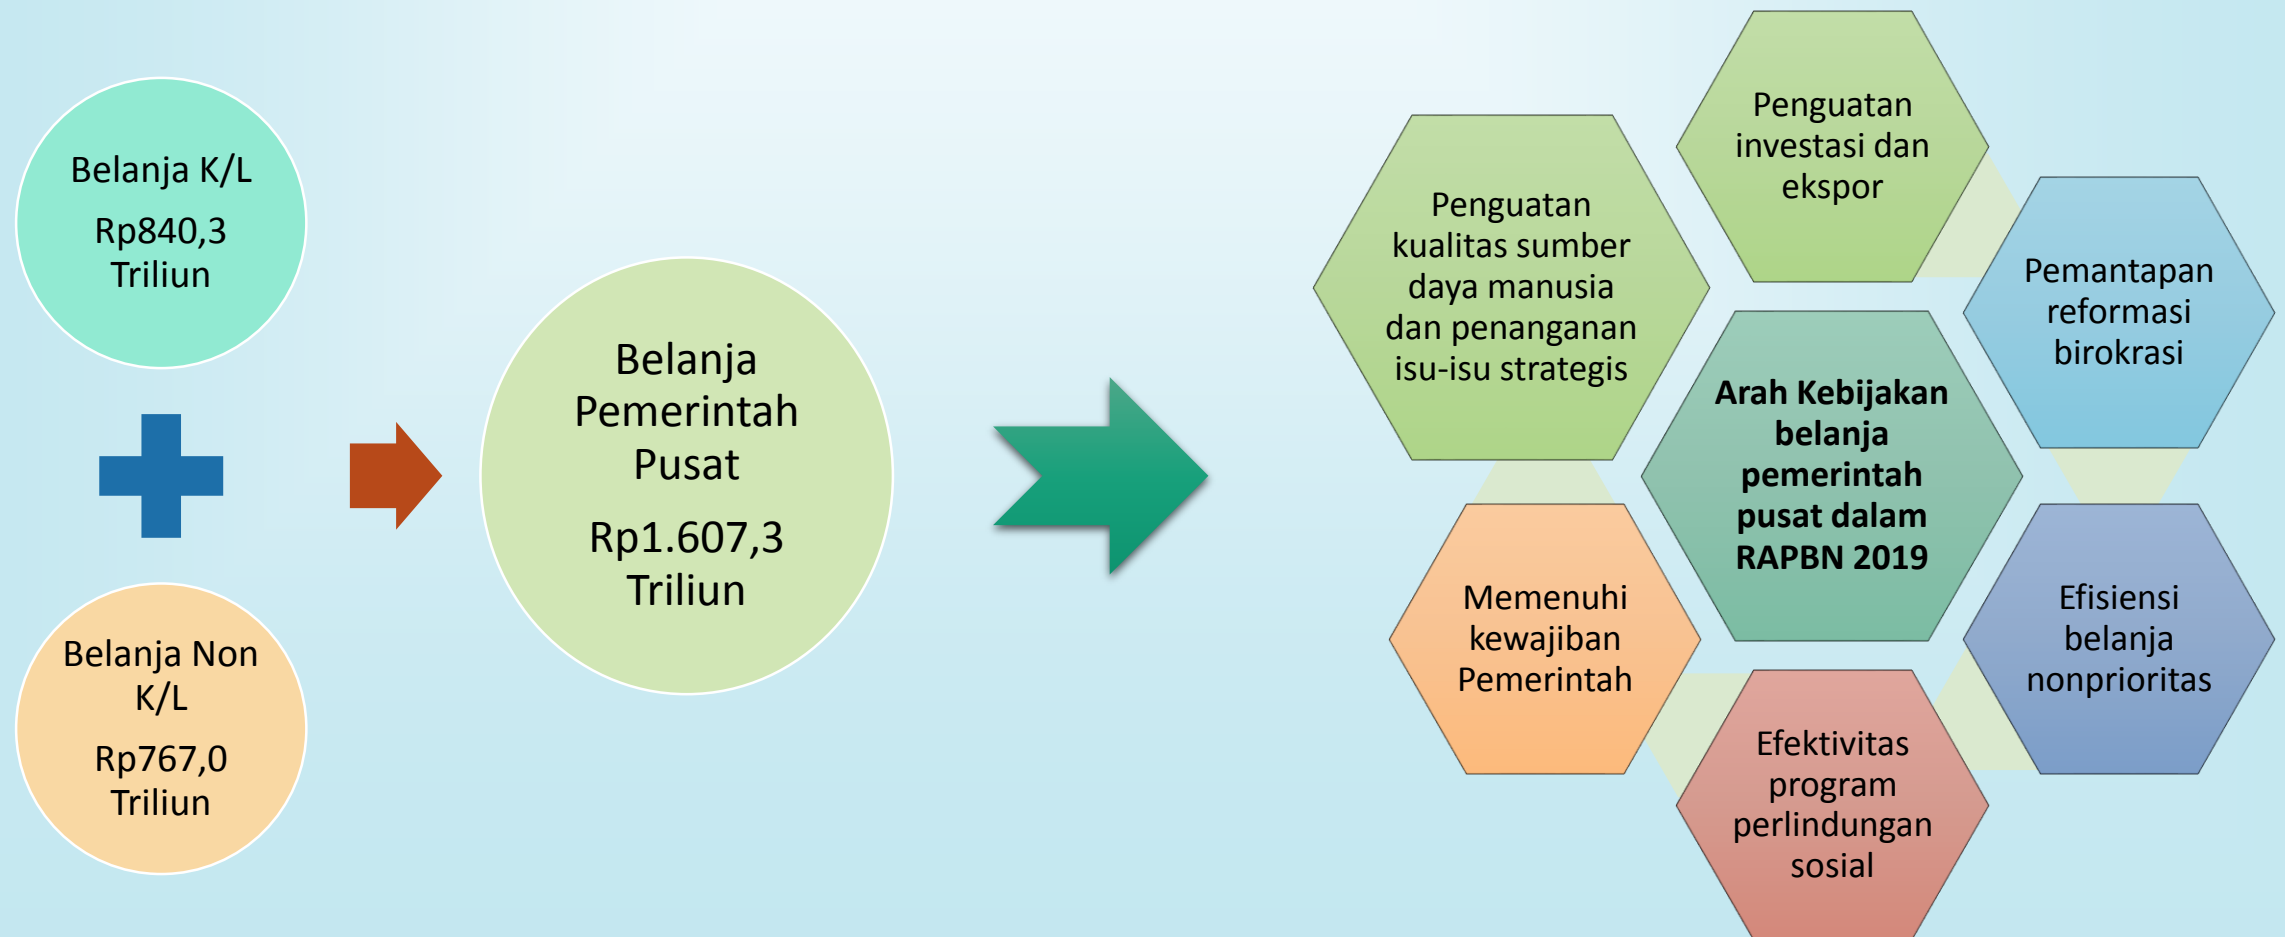 Belanja K/L
Rp840,3
Triliun
Belanja Non
K/L
Rp767,0
Triliun
Belanja
Pemerintah
Pusat
Rp1.607,3
Triliun
Penguatan
investasi dan
ekspor
Penguatan
kualitas sumber
daya manusia
dan penanganan
isu-isu strategis
Pemantapan
reformasi
birokrasi
Arah Kebijakan
belanja
pemerintah
pusat dalam
RAPBN 2019
Memenuhi
kewajiban
Pemerintah
Efisiensi
belanja
nonprioritas
Efektivitas
program
perlindungan
sosial